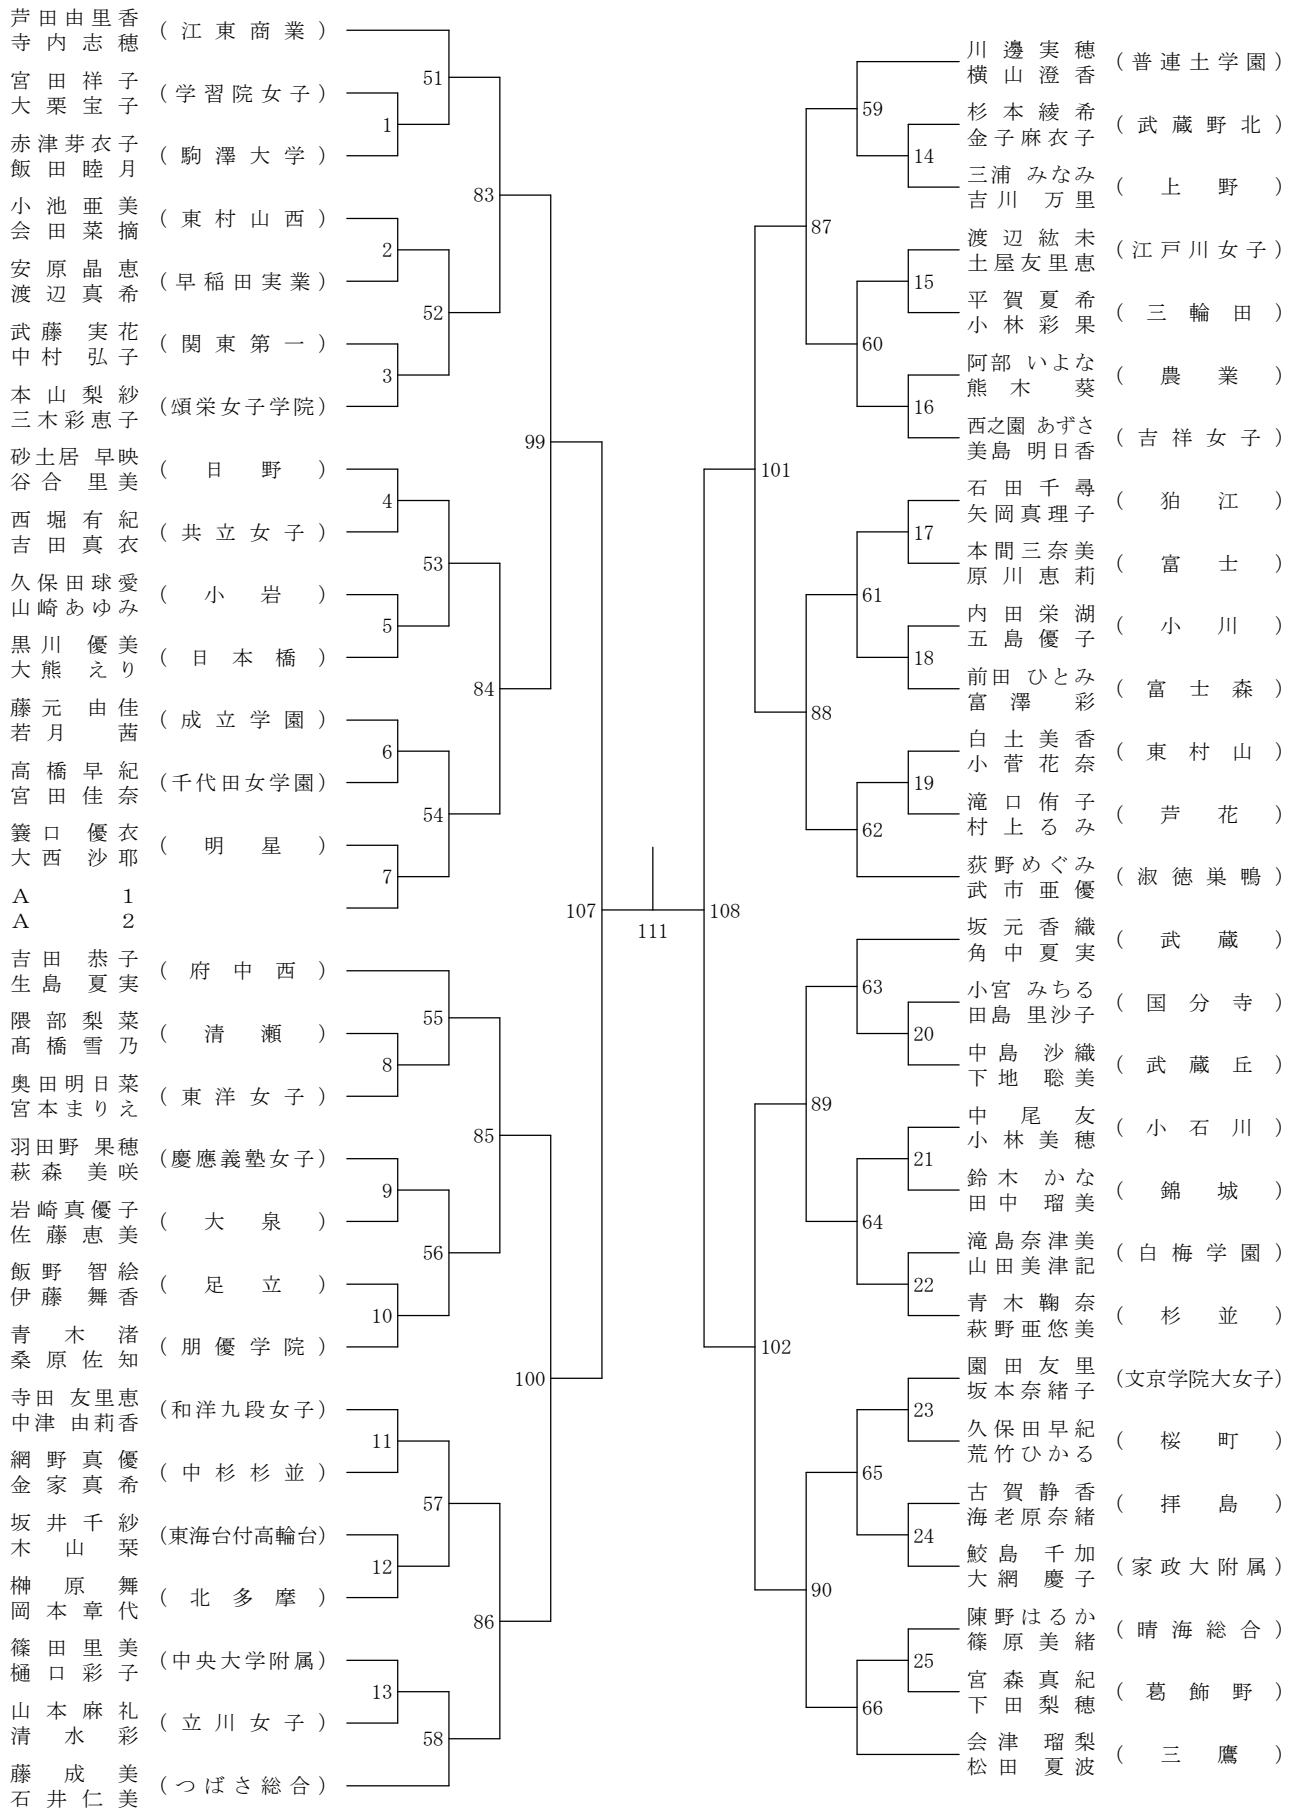 芦田由里香
寺内志穂 (江東商業)
51
宮田祥子
大栗宝子 (学習院女子)
1
赤津芽衣子
飯田睦月 (駒澤大学)
83
小池亜美
会田菜摘 (東村山西)
2
安原晶恵
渡辺真希 (早稲田実業)
52
武藤実花
中村弘子 (関東第一)
3
本山梨紗
三木彩恵子 (頌栄女子学院)
99
砂土居早映
谷合里美 (日野)
4
西堀有紀
吉田真衣 (共立女子)
53
久保田球愛
山崎あゆみ (小岩)
5
黒川優美
大熊えり (日本橋)
84
藤元由佳
若月茜 (成立学園)
6
高橋早紀
宮田佳奈 (千代田女学園)
54
簑口優衣
大西沙耶 (明星)
7
A1
A2
107
吉田恭子
生島夏実 (府中西)
55
隈部梨菜
髙橋雪乃 (清瀬)
8
奥田明日菜
宮本まりえ (東洋女子)
85
羽田野果穂
萩森美咲 (慶應義塾女子)
9
岩崎真優子
佐藤恵美 (大泉)
56
飯野智絵
伊藤舞香 (足立)
10
青木渚
桑原佐知 (朋優学院)
100
寺田友里恵
中津由莉香 (和洋九段女子)
11
網野真優
金家真希 (中杉杉並)
57
坂井千紗
木山栞 (東海台付高輪台)
12
榊原舞
岡本章代 (北多摩)
86
篠田里美
樋口彩子 (中央大学附属)
13
山本麻礼
清水彩 (立川女子)
58
藤成美
石井仁美 (つばさ総合)
111
川邊実穂
横山澄香 (普連土学園)
59
杉本綾希
金子麻衣子 (武蔵野北)
14
三浦みなみ
吉川万里 (上野)
87
渡辺紘未
土屋友里恵 (江戸川女子)
15
平賀夏希
小林彩果 (三輪田)
60
阿部いよな
熊木葵 (農業)
16
西之園あずさ
美島明日香 (吉祥女子)
101
石田千尋
矢岡真理子 (狛江)
17
本間三奈美
原川恵莉 (富士)
61
内田栄湖
五島優子 (小川)
18
前田ひとみ
富澤彩 (富士森)
88
白土美香
小菅花奈 (東村山)
19
滝口侑子
村上るみ (芦花)
62
荻野めぐみ
武市亜優 (淑徳巣鴨)
108
坂元香織
角中夏実 (武蔵)
63
小宮みちる
田島里沙子 (国分寺)
20
中島沙織
下地聡美 (武蔵丘)
89
中尾友
小林美穂 (小石川)
21
鈴木かな
田中瑠美 (錦城)
64
滝島奈津美
山田美津記 (白梅学園)
22
青木鞠奈
萩野亜悠美 (杉並)
102
園田友里
坂本奈緒子 (文京学院大女子)
23
久保田早紀
荒竹ひかる (桜町)
65
古賀静香
海老原奈緒 (拝島)
24
鮫島千加
大網慶子 (家政大附属)
90
陳野はるか
篠原美緒 (晴海総合)
25
宮森真紀
下田梨穂 (葛飾野)
66
会津瑠梨
松田夏波 (三鷹)